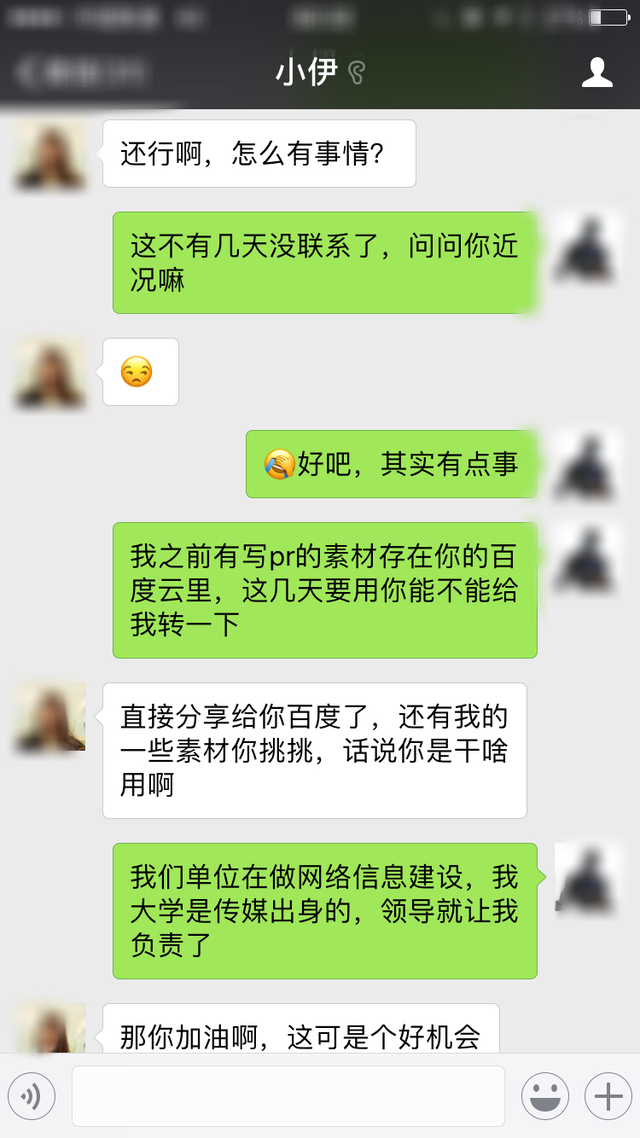 小伊
还行啊，怎么有事情？
这不有几天没联系了，问问你近
况嘛
好吧，其实有点事
我之前有写pr的素材存在你的百
度云里，这几天要用你能不能给
我转一下
直接分享给你百度了，还有我的
一些素材你挑挑，话说你是干啥
用啊
我们单位在做网络信息建设，我
大学是传媒出身的，领导就让我
负责了
那你加油啊，这可是个好机会